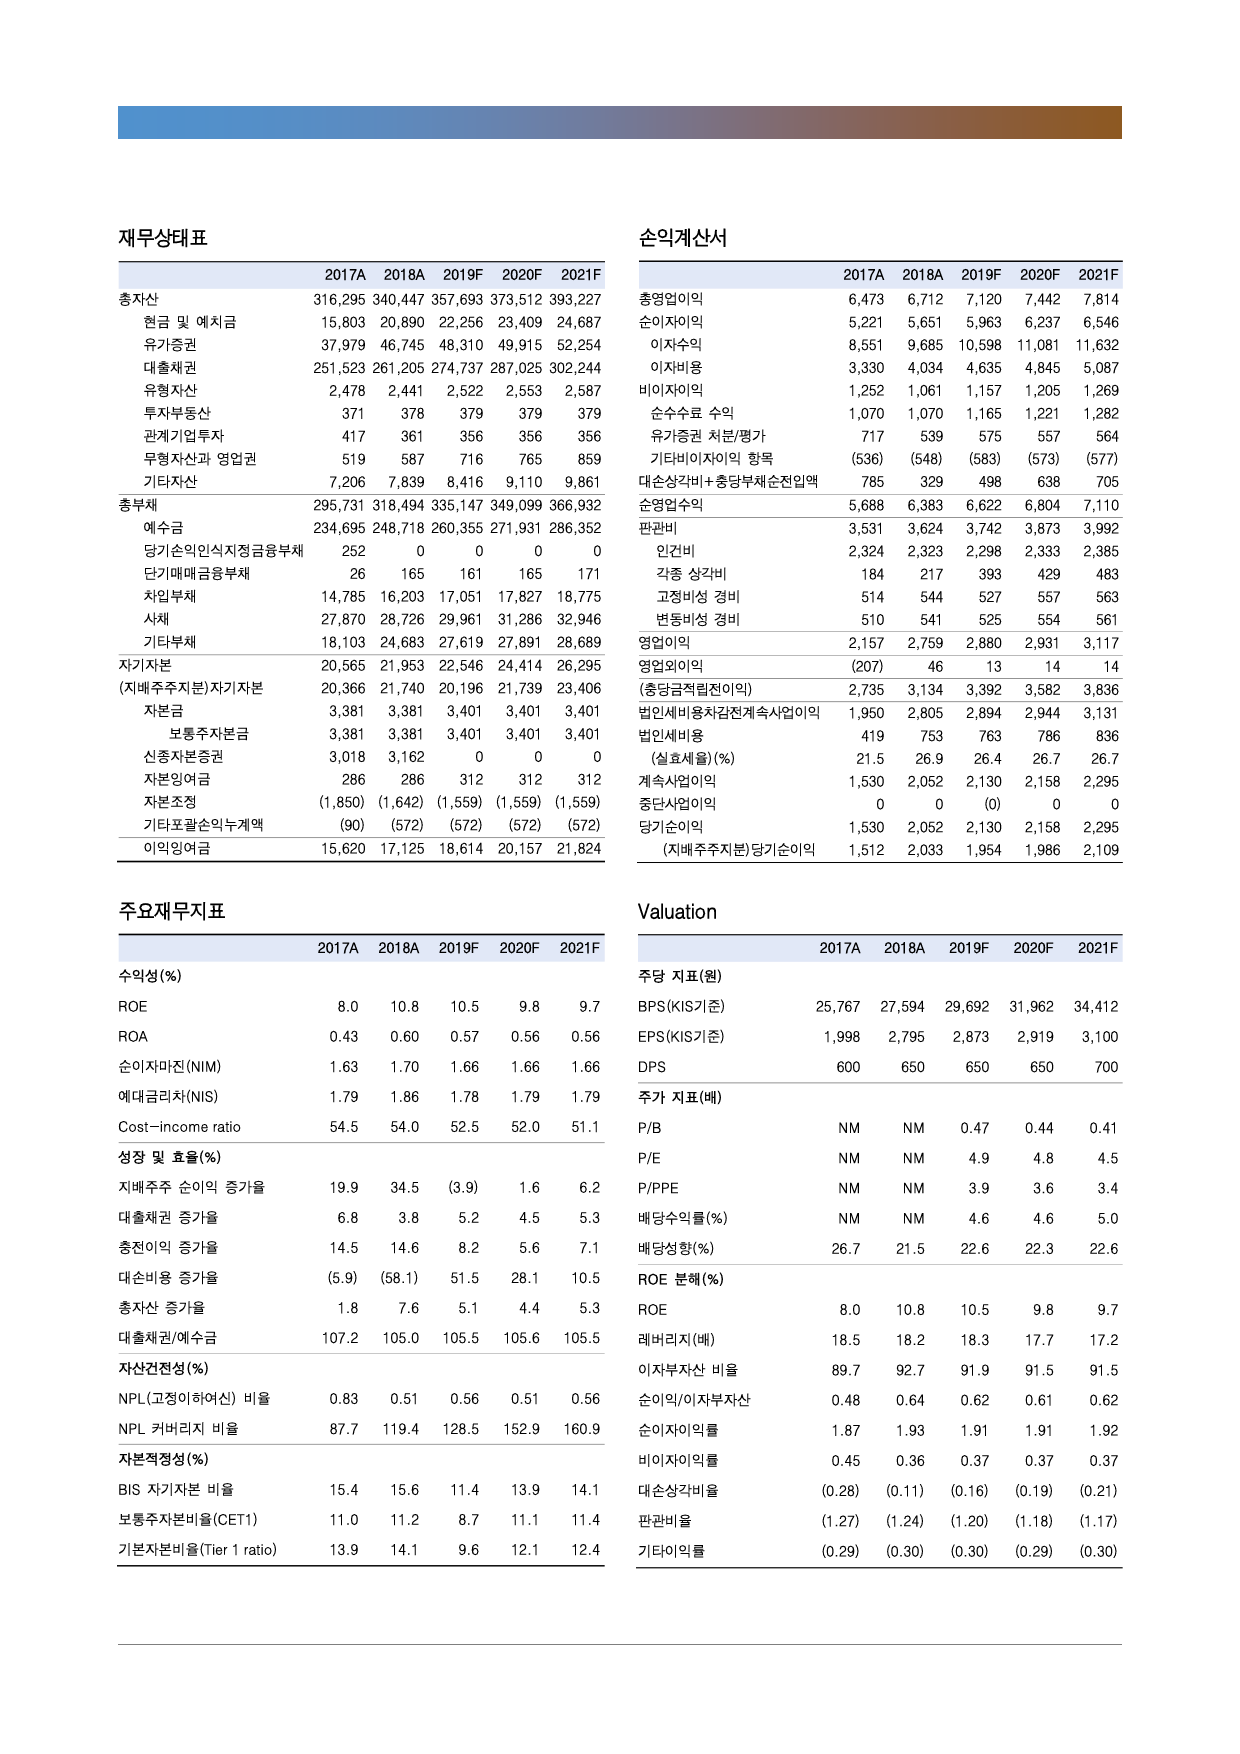 재무상태표
2017A 2018A 2019F 2020F 2021F
총자산 316,295 340,447 357,693 373,512 393,227
현금 및 예치금 15,803 20,890 22,256 23,409 24,687
유가증권 37,979 46,745 48,310 49,915 52,254
대출채권 251,523 261,205 274,737 287,025 302,244
유형자산 2,478 2,441 2,522 2,553 2,587
투자부동산 371 378 379 379 379
관계기업투자 417 361 356 356 356
무형자산과 영업권 519 587 716 765 859
기타자산 7,206 7,839 8,416 9,110 9,861
총부채 295,731 318,494 335,147 349,099 366,932
예수금 234,695 248,718 260,355 271,931 286,352
당기손익인식지정금융부채 252 0 0 0 0
단기매매금융부채 26 165 161 165 171
차입부채 14,785 16,203 17,051 17,827 18,775
사채 27,870 28,726 29,961 31,286 32,946
기타부채 18,103 24,683 27,619 27,891 28,689
자기자본 20,565 21,953 22,546 24,414 26,295
(지배주주지분)자기자본 20,366 21,740 20,196 21,739 23,406
자본금 3,381 3,381 3,401 3,401 3,401
보통주자본금 3,381 3,381 3,401 3,401 3,401
신종자본증권 3,018 3,162 0 0 0
자본잉여금 286 286 312 312 312
자본조정 (1,850) (1,642) (1,559) (1,559) (1,559)
기타포괄손익누계액 (90) (572) (572) (572) (572)
이익잉여금 15,620 17,125 18,614 20,157 21,824
손익계산서
2017A 2018A 2019F 2020F 2021F
총영업이익 6,473 6,712 7,120 7,442 7,814
순이자이익 5,221 5,651 5,963 6,237 6,546
이자수익 8,551 9,685 10,598 11,081 11,632
이자비용 3,330 4,034 4,635 4,845 5,087
비이자이익 1,252 1,061 1,157 1,205 1,269
순수수료 수익 1,070 1,070 1,165 1,221 1,282
유가증권 처분/평가 717 539 575 557 564
기타비이자이익 항목 (536) (548) (583) (573) (577)
대손상각비+충당부채순전입액 785 329 498 638 705
순영업수익 5,688 6,383 6,622 6,804 7,110
판관비 3,531 3,624 3,742 3,873 3,992
인건비 2,324 2,323 2,298 2,333 2,385
각종 상각비 184 217 393 429 483
고정비성 경비 514 544 527 557 563
변동비성 경비 510 541 525 554 561
영업이익 2,157 2,759 2,880 2,931 3,117
영업외이익 (207) 46 13 14 14
(충당금적립전이익) 2,735 3,134 3,392 3,582 3,836
법인세비용차감전계속사업이익 1,950 2,805 2,894 2,944 3,131
법인세비용 419 753 763 786 836
(실효세율)(%) 21.5 26.9 26.4 26.7 26.7
계속사업이익 1,530 2,052 2,130 2,158 2,295
중단사업이익 0 0 (0) 0 0
당기순이익 1,530 2,052 2,130 2,158 2,295
(지배주주지분)당기순이익 1,512 2,033 1,954 1,986 2,109
주요재무지표
2017A 2018A 2019F 2020F 2021F
수익성(%)
ROE 8.0 10.8 10.5 9.8 9.7
ROA 0.43 0.60 0.57 0.56 0.56
순이자마진(NIM) 1.63 1.70 1.66 1.66 1.66
예대금리차(NIS) 1.79 1.86 1.78 1.79 1.79
Cost-income ratio 54.5 54.0 52.5 52.0 51.1
성장 및 효율(%)
지배주주 순이익 증가율 19.9 34.5 (3.9) 1.6 6.2
대출채권 증가율 6.8 3.8 5.2 4.5 5.3
충전이익 증가율 14.5 14.6 8.2 5.6 7.1
대손비용 증가율 (5.9) (58.1) 51.5 28.1 10.5
총자산 증가율 1.8 7.6 5.1 4.4 5.3
대출채권/예수금 107.2 105.0 105.5 105.6 105.5
자산건전성(%)
NPL(고정이하여신) 비율 0.83 0.51 0.56 0.51 0.56
NPL 커버리지 비율 87.7 119.4 128.5 152.9 160.9
자본적정성(%)
BIS 자기자본 비율 15.4 15.6 11.4 13.9 14.1
보통주자본비율(CET1) 11.0 11.2 8.7 11.1 11.4
기본자본비율(Tier 1 ratio) 13.9 14.1 9.6 12.1 12.4
Valuation
2017A 2018A 2019F 2020F 2021F
주당 지표(원)
BPS(KIS기준) 25,767 27,594 29,692 31,962 34,412
EPS(KIS기준) 1,998 2,795 2,873 2,919 3,100
DPS 600 650 650 650 700
주가 지표(배)
P/B NM NM 0.47 0.44 0.41
P/E NM NM 4.9 4.8 4.5
P/PPE NM NM 3.9 3.6 3.4
배당수익률(%) NM NM 4.6 4.6 5.0
배당성향(%) 26.7 21.5 22.6 22.3 22.6
ROE 분해(%)
ROE 8.0 10.8 10.5 9.8 9.7
레버리지(배) 18.5 18.2 18.3 17.7 17.2
이자부자산 비율 89.7 92.7 91.9 91.5 91.5
순이익/이자부자산 0.48 0.64 0.62 0.61 0.62
순이자이익률 1.87 1.93 1.91 1.91 1.92
비이자이익률 0.45 0.36 0.37 0.37 0.37
대손상각비율 (0.28) (0.11) (0.16) (0.19) (0.21)
판관비율 (1.27) (1.24) (1.20) (1.18) (1.17)
기타이익률 (0.29) (0.30) (0.30) (0.29) (0.30)